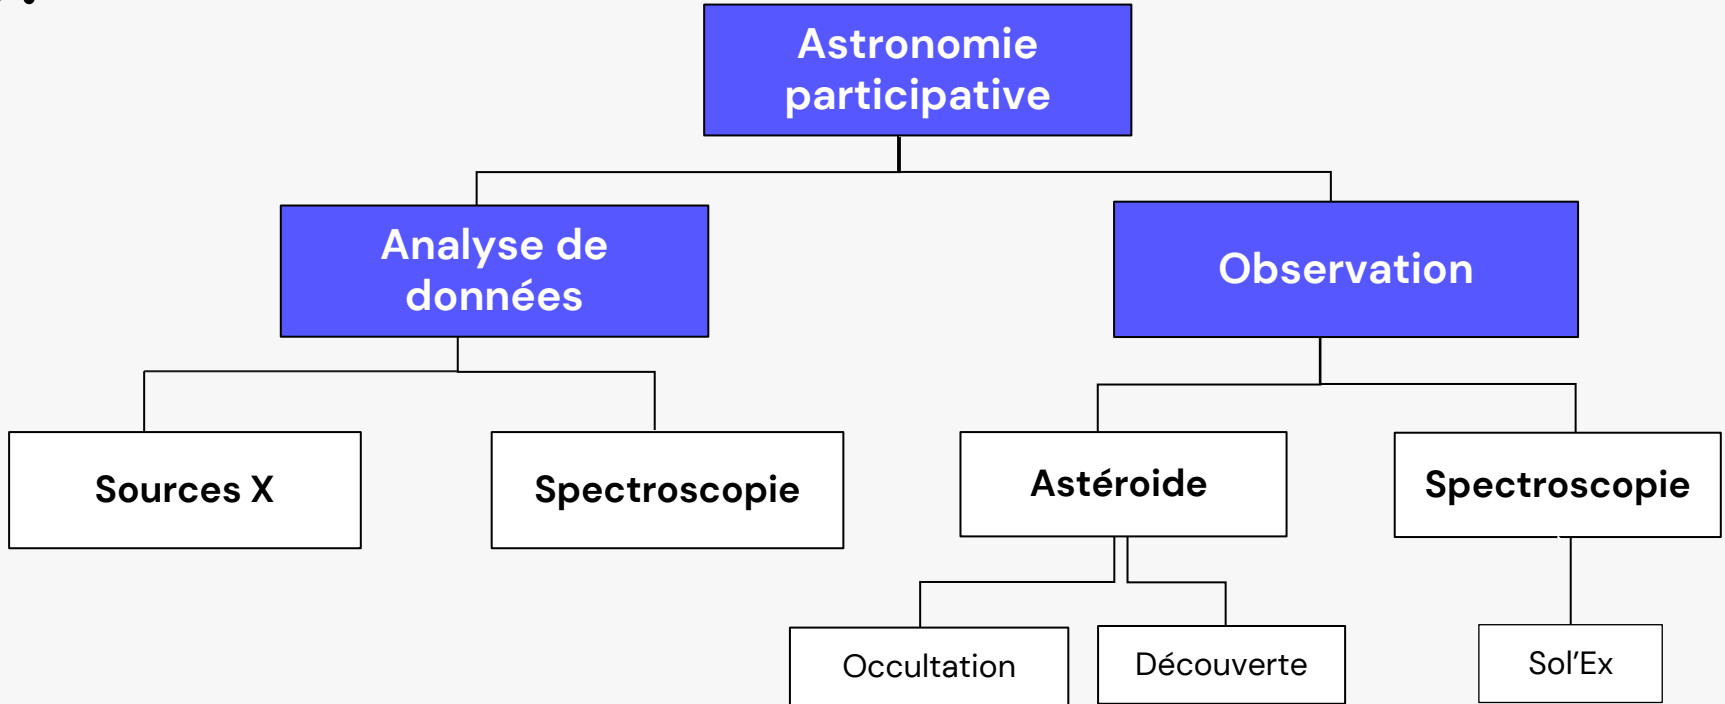 Astronomie
participative
Analyse de
données
Observation
Sources X
Spectroscopie
Astéroide
Spectroscopie
Occultation
Découverte
Sol'Ex